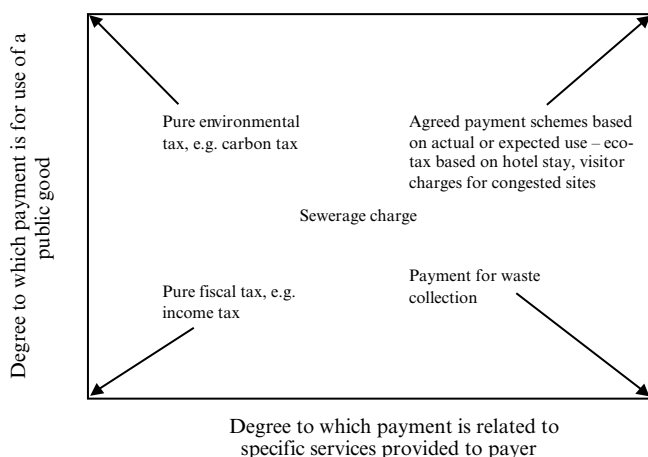 Degree to which payment is for use of a
public good
Pure environmental
tax, e.g. carbon tax
Agreed payment schemes based
on actual or expected use – eco-
tax based on hotel stay, visitor
charges for congested sites
Sewerage charge
Pure fiscal tax, e.g.
income tax
Payment for waste
collection
Degree to which payment is related to
specific services provided to payer